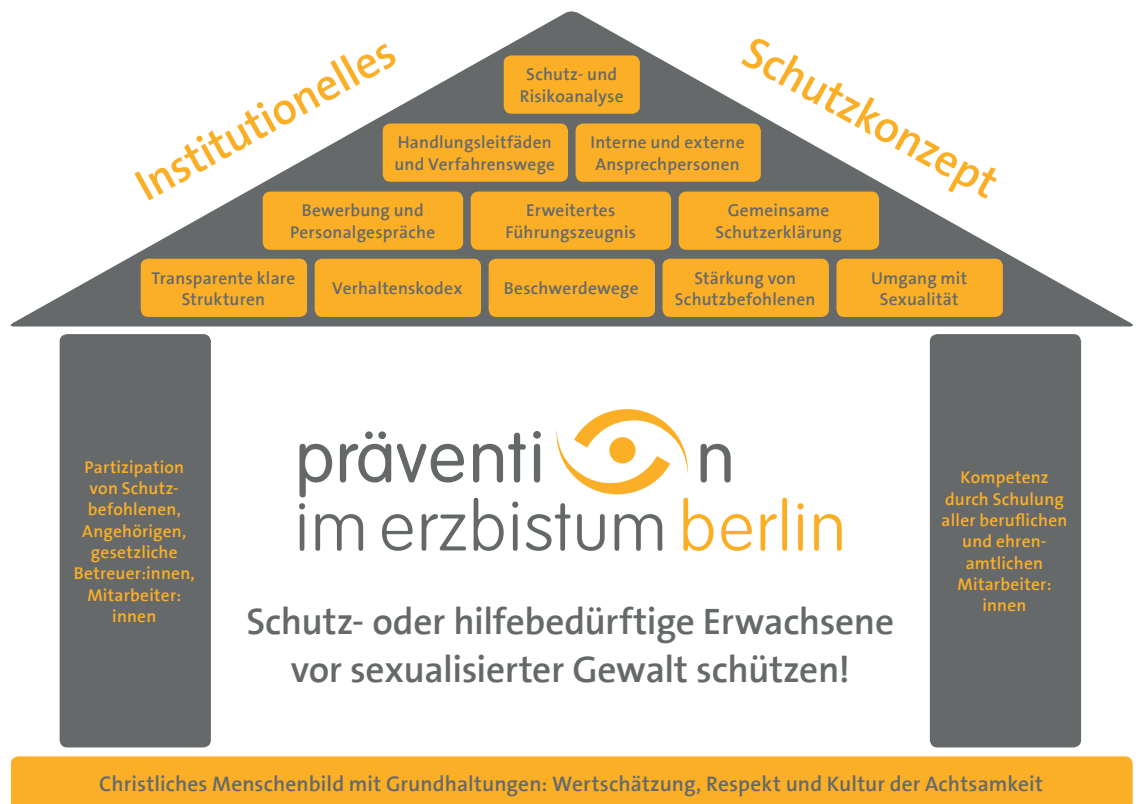 Institutionelles
Schutzkonzept
Schutz- und
Risikoanalyse
Handlungsleitfäden
und Verfahrenswege
Interne und externe
Ansprechpersonen
Bewerbung und
Personalgespräche
Erweitertes
Führungszeugnis
Gemeinsame
Schutzerklärung
Transparente klare
Strukturen
Verhaltenskodex
Beschwerdewege
Stärkung von
Schutzbefohlenen
Umgang mit
Sexualität
Partizipation
von Schutz-
befohlenen,
Angehörigen,
gesetzliche
Betreuer:innen,
Mitarbeiter:
innen
prävention
im erzbistum berlin
Schutz- oder hilfebedürftige Erwachsene
vor sexualisierter Gewalt schützen!
Kompetenz
durch Schulung
aller beruflichen
und ehren-
amtlichen
Mitarbeiter:
innen
Christliches Menschenbild mit Grundhaltungen: Wertschätzung, Respekt und Kultur der Achtsamkeit